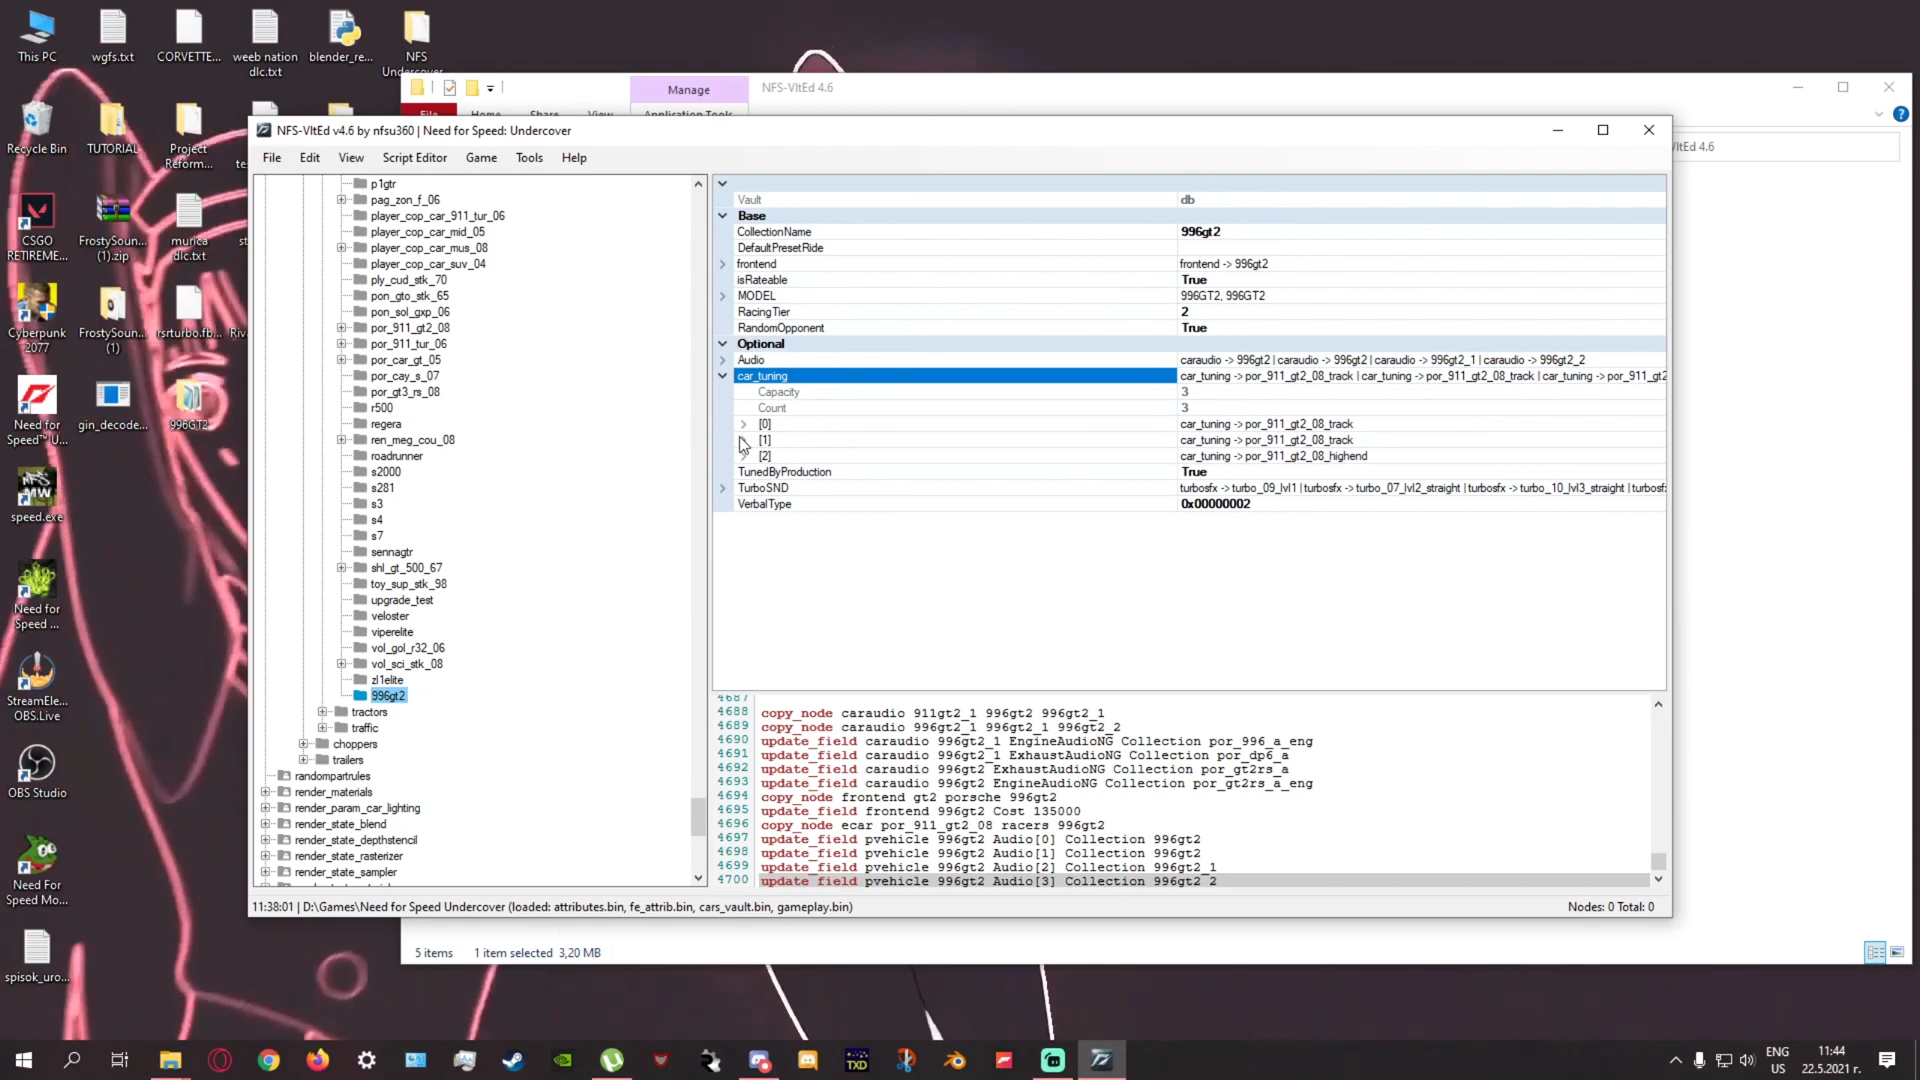 This PC
wgfs.txt
CORVETTE...
weeb nation dlc.txt
blender_re...
NFS Undercover
Recycle Bin
TUTORIAL
Project Reform...
CSGO RETIREME...
FrostySoun... (1).zip
murica dlc.txt
Cyberpunk 2077
FrostySoun... (1)
rsrturbo.fb...
Need for Speed™ U...
gin_decode...
996GT2
speed.exe
Need for Speed ...
StreamEle... OBS.Live
OBS Studio
Need For Speed Mo...
spisok_uro...
Manage
NFS-VltEd 4.6
File
Home
Share
View
Application Tools
VltEd 4.6
NFS-VltEd v4.6 by nfsu360 | Need for Speed: Undercover
File Edit View Script Editor Game Tools Help
p1gtr
pag_zon_f_06
player_cop_car_911_tur_06
player_cop_car_mid_05
player_cop_car_mus_08
player_cop_car_suv_04
ply_cud_stk_70
pon_gto_stk_65
pon_sol_gxp_06
por_911_gt2_08
por_911_tur_06
por_car_gt_05
por_cay_s_07
por_gt3_rs_08
r500
regera
ren_meg_cou_08
roadrunner
s2000
s281
s3
s4
s7
sennagtr
shl_gt_500_67
toy_sup_stk_98
upgrade_test
veloster
viperelite
vol_gol_r32_06
vol_sci_stk_08
zl1elite
996gt2
tractors
traffic
choppers
trailers
randompartrules
render_materials
render_param_car_lighting
render_state_blend
render_state_depthstencil
render_state_rasterizer
render_state_sampler
Vault db
Base
CollectionName 996gt2
DefaultPresetRide
frontend frontend -> 996gt2
isRateable True
MODEL 996GT2, 996GT2
RacingTier 2
RandomOpponent True
Optional
Audio caraudio -> 996gt2 | caraudio -> 996gt2 | caraudio -> 996gt2_1 | caraudio -> 996gt2_2
car_tuning car_tuning -> por_911_gt2_08_track | car_tuning -> por_911_gt2_08_track | car_tuning -> por_911_gt2
Capacity 3
Count 3
[0] car_tuning -> por_911_gt2_08_track
[1] car_tuning -> por_911_gt2_08_track
[2] car_tuning -> por_911_gt2_08_highend
TunedByProduction True
TurboSND turbosfx -> turbo_09_lvl1 | turbosfx -> turbo_07_lvl2_straight | turbosfx -> turbo_10_lvl3_straight | turbosf
VerbalType 0x00000002
4687
4688 copy_node caraudio 911gt2_1 996gt2 996gt2_1
4689 copy_node caraudio 996gt2_1 996gt2_1 996gt2_2
4690 update_field caraudio 996gt2_1 EngineAudioNG Collection por_996_a_eng
4691 update_field caraudio 996gt2_1 ExhaustAudioNG Collection por_dp6_a
4692 update_field caraudio 996gt2 ExhaustAudioNG Collection por_gt2rs_a
4693 update_field caraudio 996gt2 EngineAudioNG Collection por_gt2rs_a_eng
4694 copy_node frontend gt2 porsche 996gt2
4695 update_field frontend 996gt2 Cost 135000
4696 copy_node ecar por_911_gt2_08 racers 996gt2
4697 update_field pvehicle 996gt2 Audio[0] Collection 996gt2
4698 update_field pvehicle 996gt2 Audio[1] Collection 996gt2
4699 update_field pvehicle 996gt2 Audio[2] Collection 996gt2_1
4700 update_field pvehicle 996gt2 Audio[3] Collection 996gt2_2
11:38:01 | D:\Games\Need for Speed Undercover (loaded: attributes.bin, fe_attrib.bin, cars_vault.bin, gameplay.bin)
Nodes: 0 Total: 0
5 items 1 item selected 3,20 MB
TXD
ENG
US
11:44
22.5.2021 г.